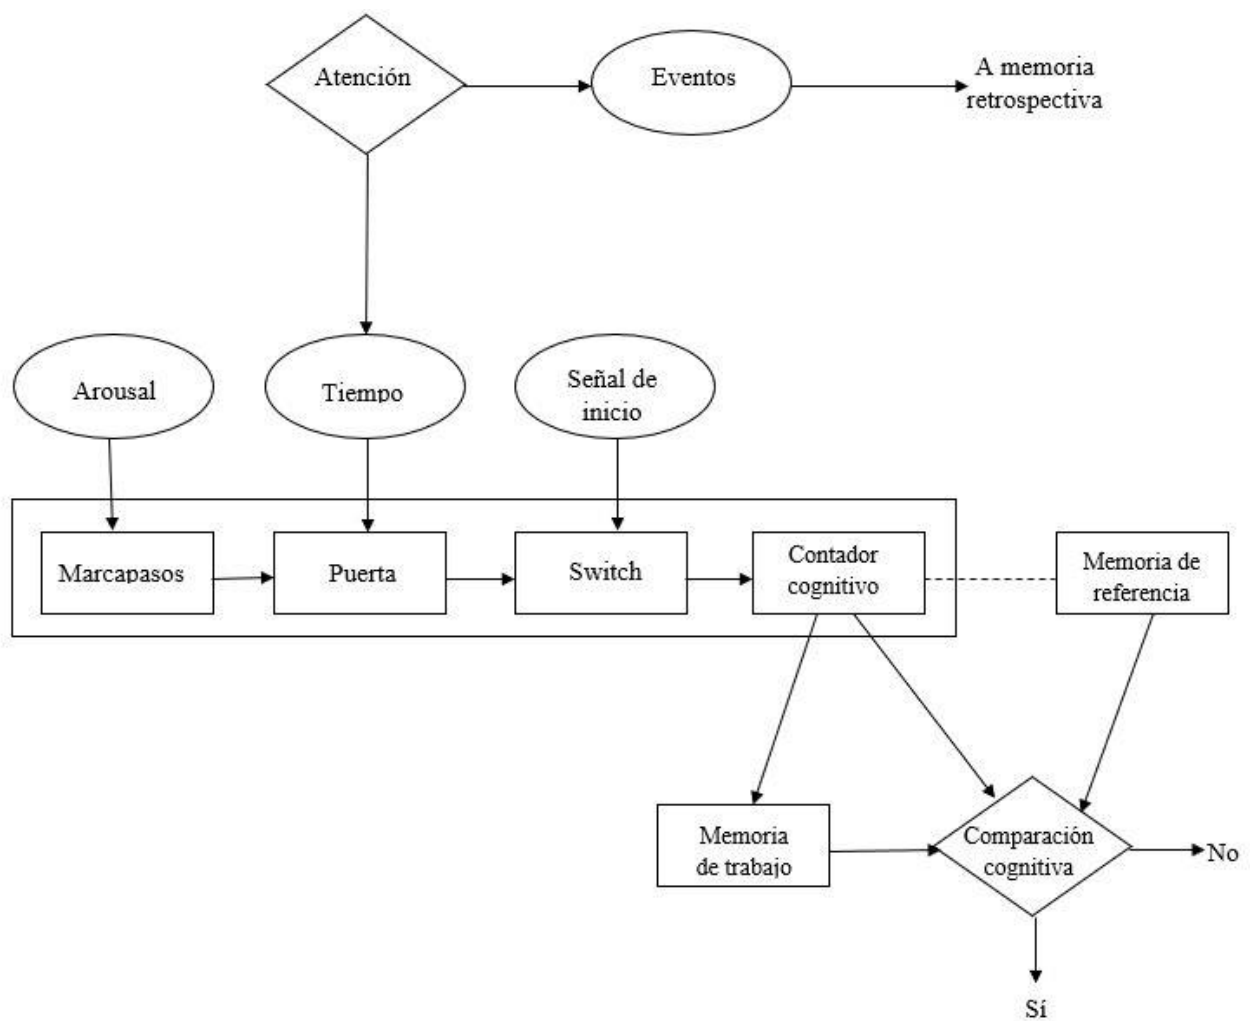 Atención
Eventos
A memoria
retrospectiva
Arousal
Tiempo
Señal de
inicio
Marcapasos
Puerta
Switch
Contador
cognitivo
Memoria de
referencia
Memoria
de trabajo
Comparación
cognitiva
No
Sí